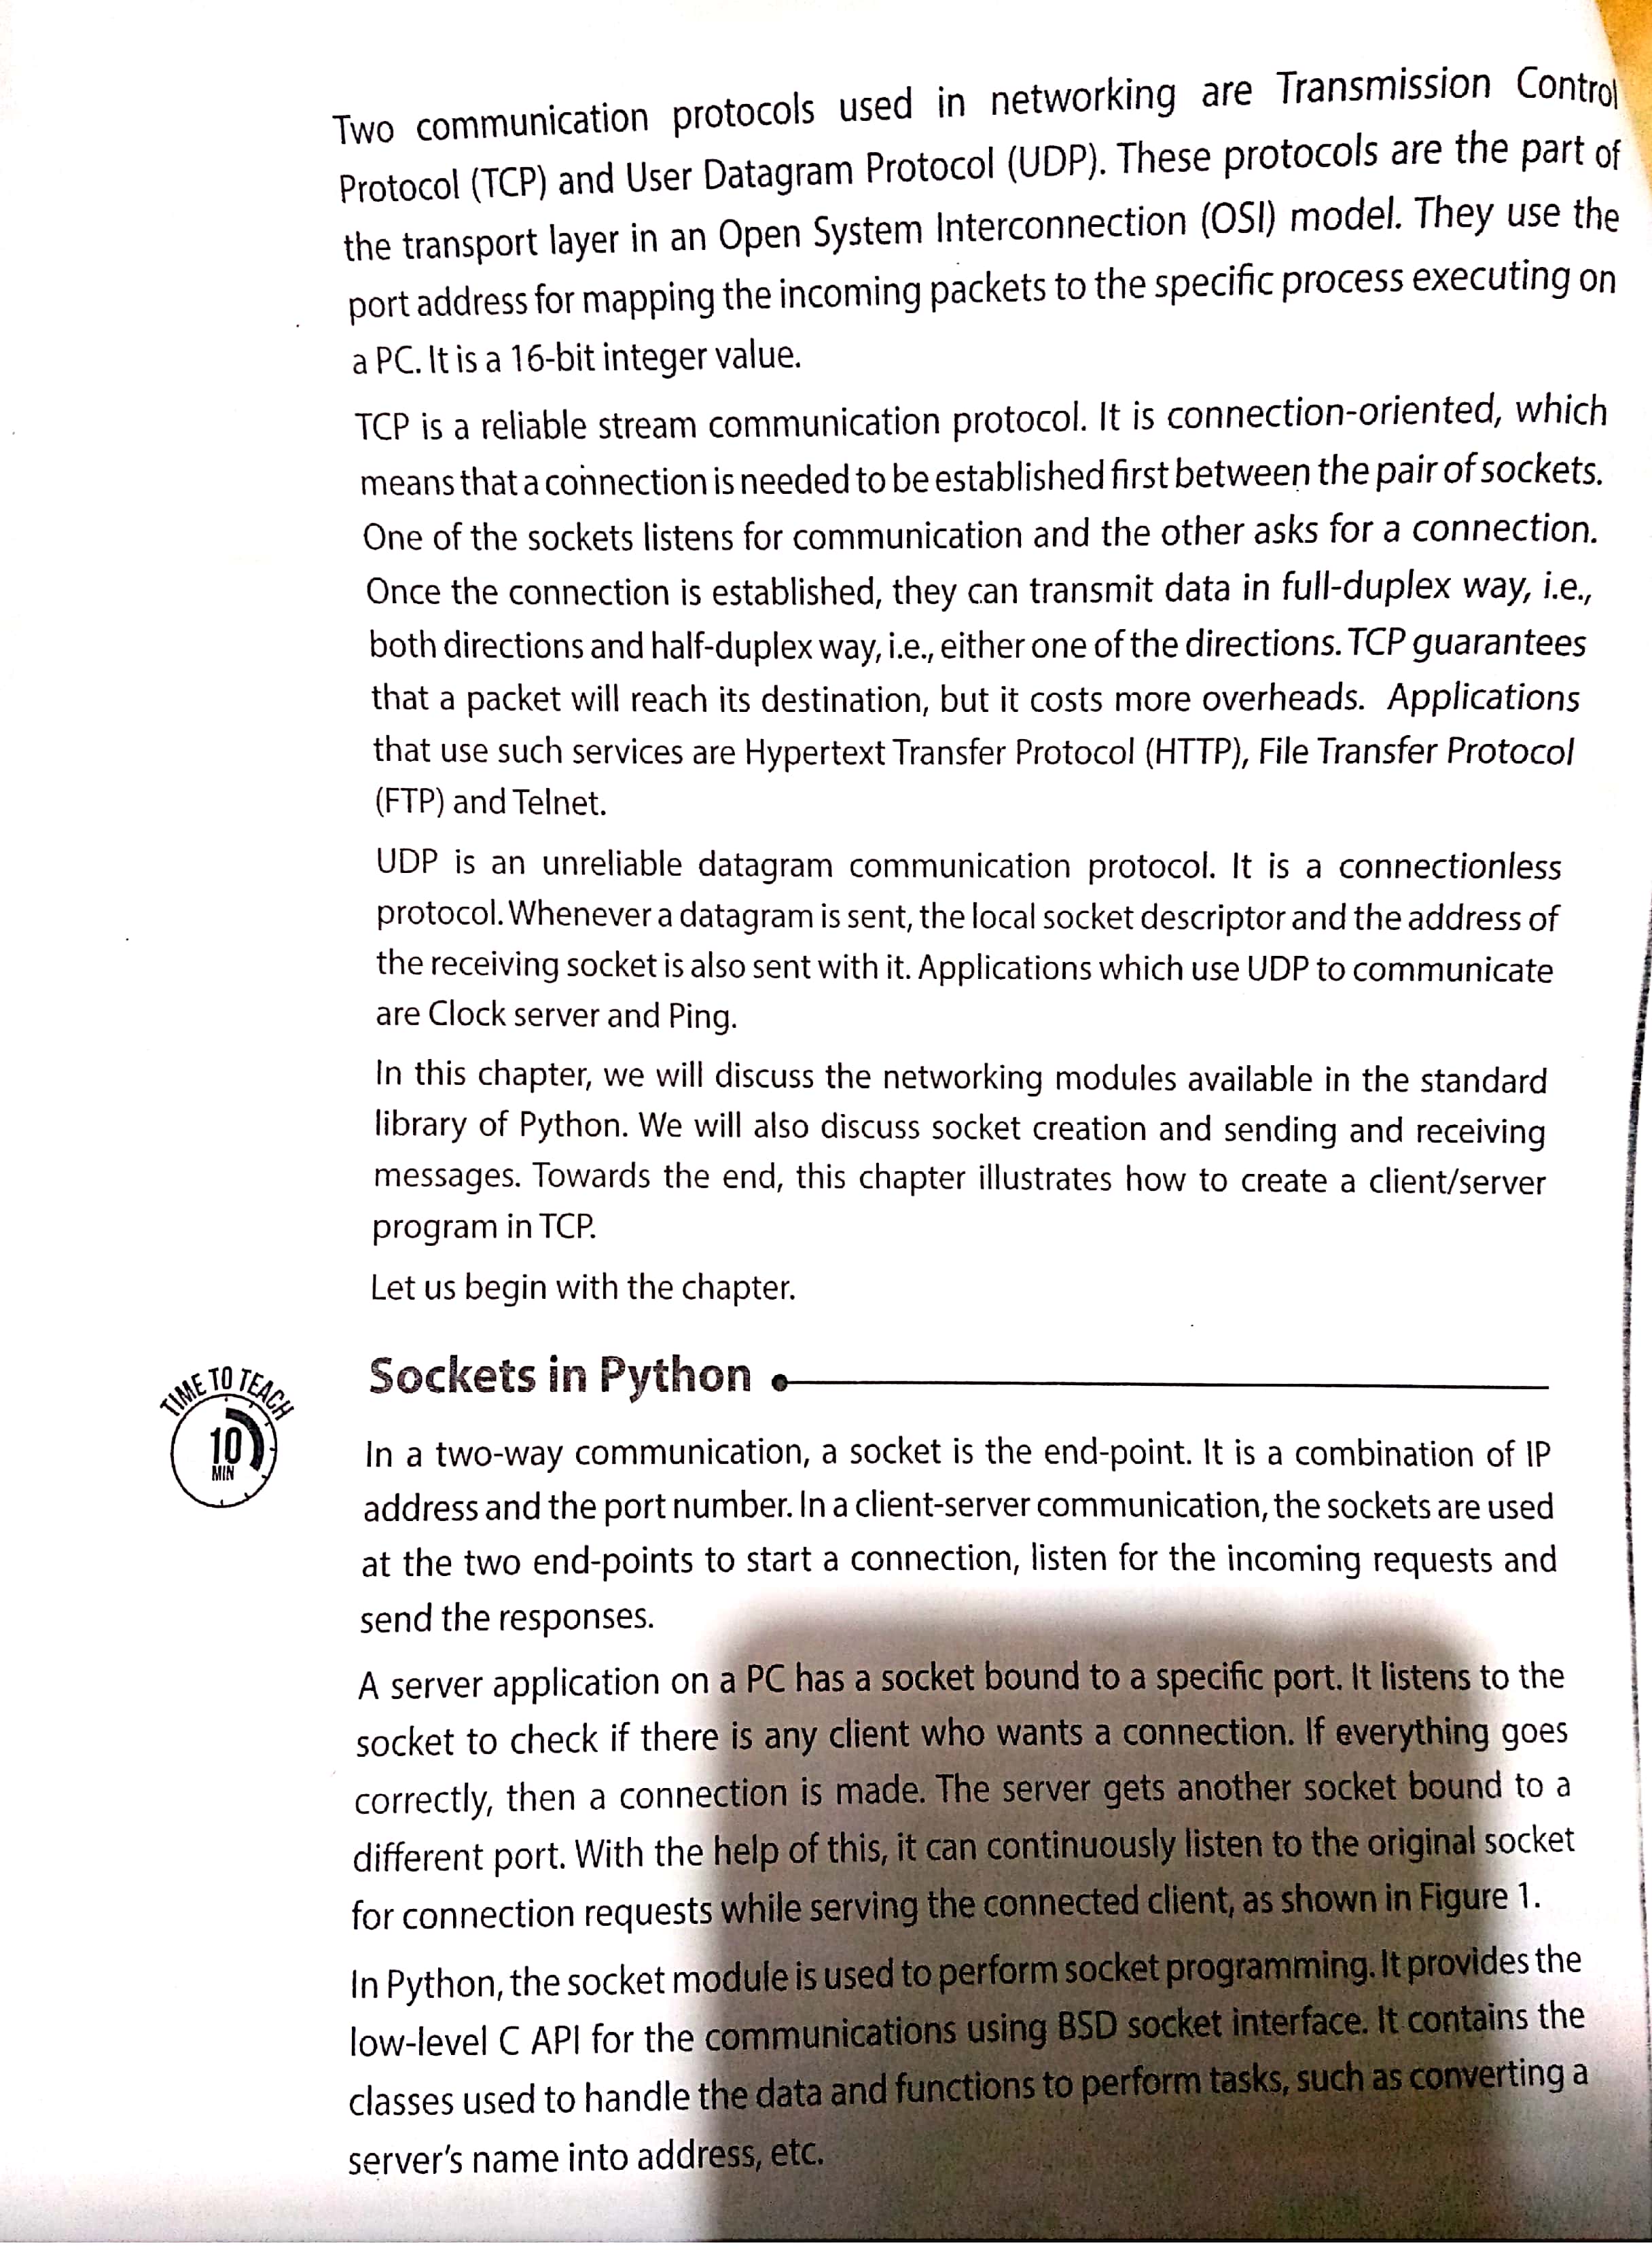 Two communication protocols used in networking are Transmission Control
Protocol (TCP) and User Datagram Protocol (UDP). These protocols are the part of
the transport layer in an Open System Interconnection (OSI) model. They use the
port address for mapping the incoming packets to the specific process executing on
a PC. It is a 16-bit integer value.
TCP is a reliable stream communication protocol. It is connection-oriented, which
means that a connection is needed to be established first between the pair of sockets.
One of the sockets listens for communication and the other asks for a connection.
Once the connection is established, they can transmit data in full-duplex way, i.e.,
both directions and half-duplex way, i.e., either one of the directions. TCP guarantees
that a packet will reach its destination, but it costs more overheads. Applications
that use such services are Hypertext Transfer Protocol (HTTP), File Transfer Protocol
(FTP) and Telnet.
UDP is an unreliable datagram communication protocol. It is a connectionless
protocol. Whenever a datagram is sent, the local socket descriptor and the address of
the receiving socket is also sent with it. Applications which use UDP to communicate
are Clock server and Ping.
In this chapter, we will discuss the networking modules available in the standard
library of Python. We will also discuss socket creation and sending and receiving
messages. Towards the end, this chapter illustrates how to create a client/server
program in TCP.
Let us begin with the chapter.
TIME TO TEACH
10
MIN
Sockets in Python
In a two-way communication, a socket is the end-point. It is a combination of IP
address and the port number. In a client-server communication, the sockets are used
at the two end-points to start a connection, listen for the incoming requests and
send the responses.
A server application on a PC has a socket bound to a specific port. It listens to the
socket to check if there is any client who wants a connection. If everything goes
correctly, then a connection is made. The server gets another socket bound to a
different port. With the help of this, it can continuously listen to the original socket
for connection requests while serving the connected client, as shown in Figure 1.
In Python, the socket module is used to perform socket programming. It provides the
low-level C API for the communications using BSD socket interface. It contains the
classes used to handle the data and functions to perform tasks, such as converting a
server's name into address, etc.